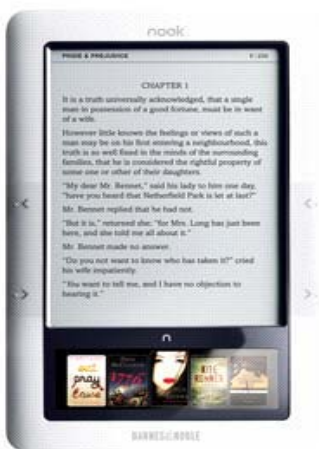 nook
PRIDE & PREJUDICE
CHAPTER 1
It is a truth universally acknowledged, that a single
man in possession of a good fortune, must be in want
of a wife.
However little known the feelings or views of such a
man may be on his first entering a neighbourhood, this
truth is so well fixed in the minds of the surrounding
families, that he is considered the rightful property of
some one or other of their daughters.
"My dear Mr. Bennet," said his lady to him one day,
"have you heard that Netherfield Park is let at last?"
Mr. Bennet replied that he had not.
"But it is," returned she; "for Mrs. Long has just been
here, and she told me all about it."
Mr. Bennet made no answer.
"Do you not want to know who has taken it?" cried
his wife impatiently.
"You want to tell me, and I have no objection to
hearing it."
n
eat
pray
love
1776
KITE
RUNNER
BARNES & NOBLE